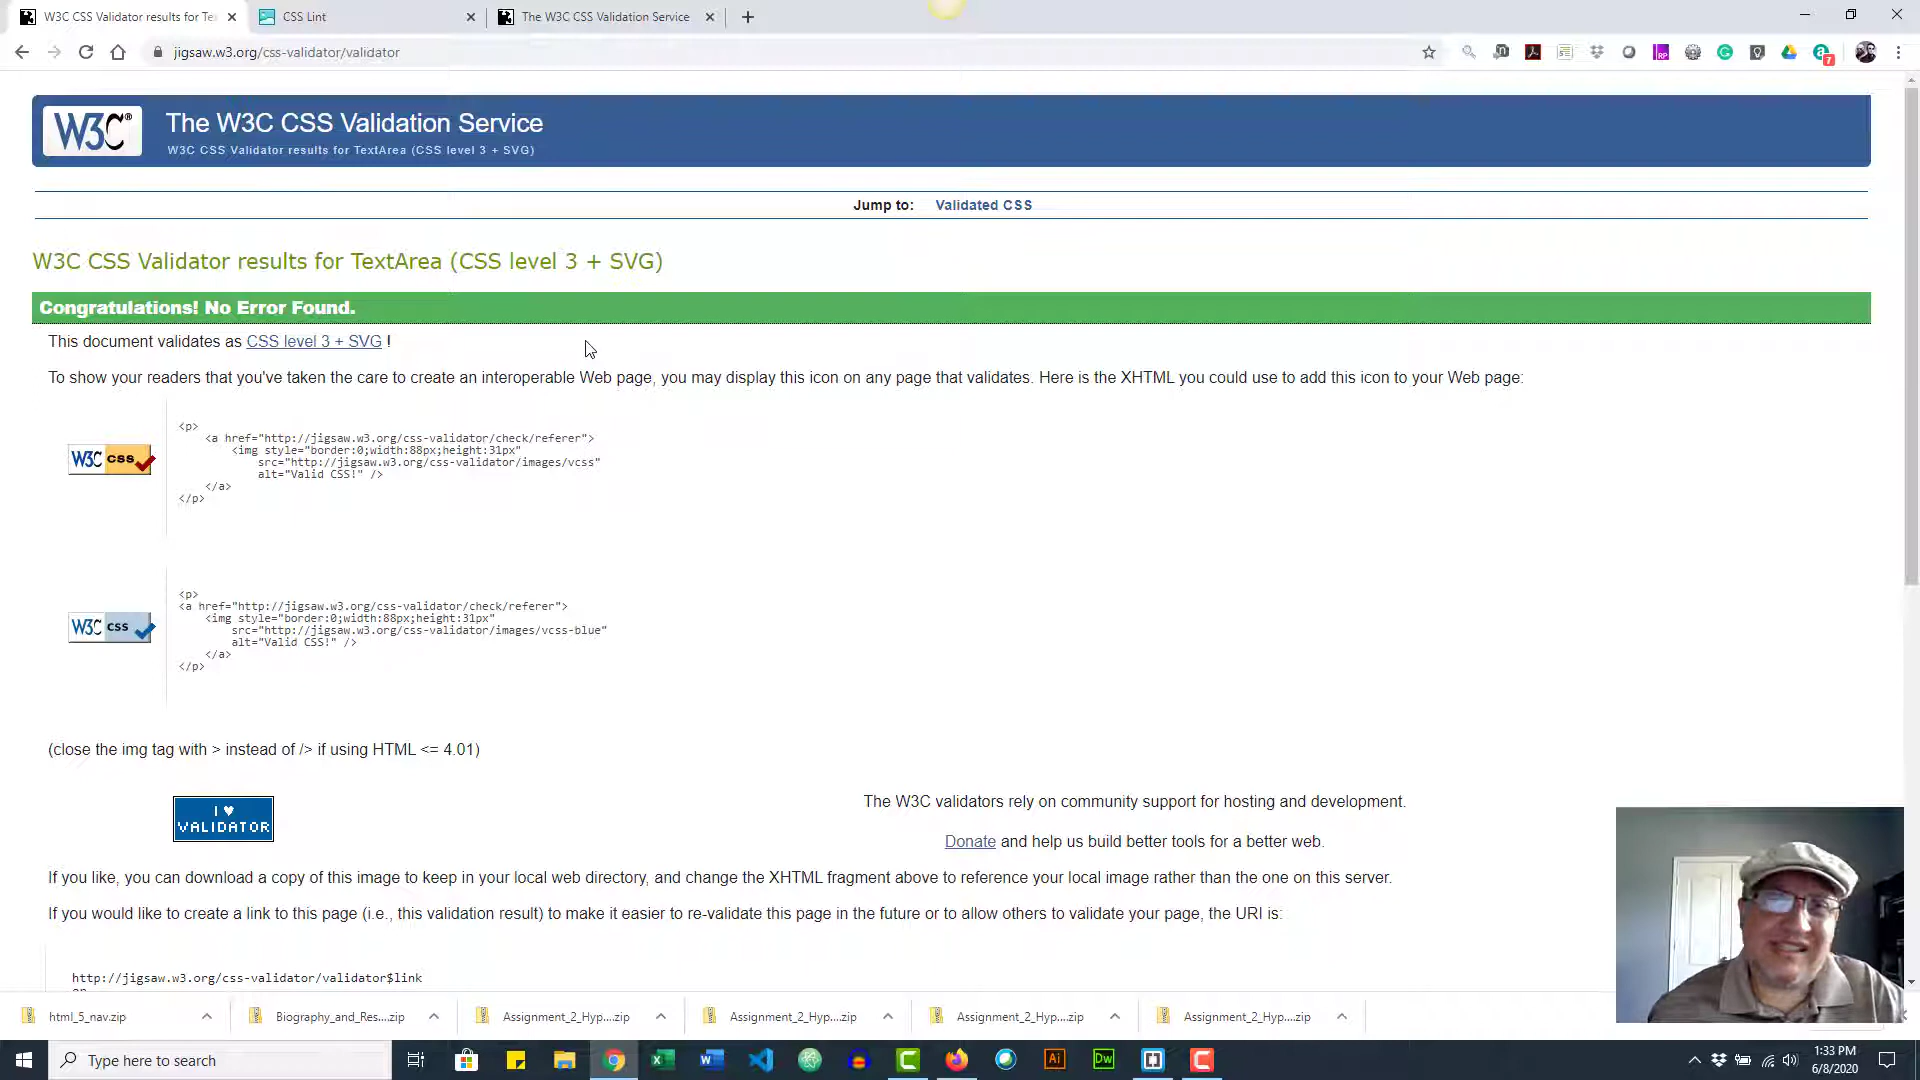 W3C CSS Validator results for Te
CSS Lint
The W3C CSS Validation Service
jigsaw.w3.org/css-validator/validator
RP
7
W3C®
The W3C CSS Validation Service
W3C CSS Validator results for TextArea (CSS level 3 + SVG)
Jump to: Validated CSS
W3C CSS Validator results for TextArea (CSS level 3 + SVG)
Congratulations! No Error Found.
This document validates as CSS level 3 + SVG !
To show your readers that you've taken the care to create an interoperable Web page, you may display this icon on any page that validates. Here is the XHTML you could use to add this icon to your Web page:
<p>
<a href="http://jigsaw.w3.org/css-validator/check/referer">
<img style="border:0;width:88px;height:31px"
W3C css
src="http://jigsaw.w3.org/css-validator/images/vcss"
alt="Valid CSS!" />
</a>
</p>
<p>
<a href="http://jigsaw.w3.org/css-validator/check/referer">
<img style="border:0;width:88px;height:31px"
W3C css
src="http://jigsaw.w3.org/css-validator/images/vcss-blue"
alt="Valid CSS!" />
</a>
</p>
(close the img tag with > instead of /> if using HTML <= 4.01)
I ♥
VALIDATOR
The W3C validators rely on community support for hosting and development.
Donate and help us build better tools for a better web.
If you like, you can download a copy of this image to keep in your local web directory, and change the XHTML fragment above to reference your local image rather than the one on this server.
If you would like to create a link to this page (i.e., this validation result) to make it easier to re-validate this page in the future or to allow others to validate your page, the URI is:
http://jigsaw.w3.org/css-validator/validator$link
html_5_nav.zip
Biography_and_Res....zip
Assignment_2_Hyp....zip
Assignment_2_Hyp....zip
Assignment_2_Hyp....zip
Assignment_2_Hyp....zip
Type here to search
Ai
Dw
1:33 PM
6/8/2020